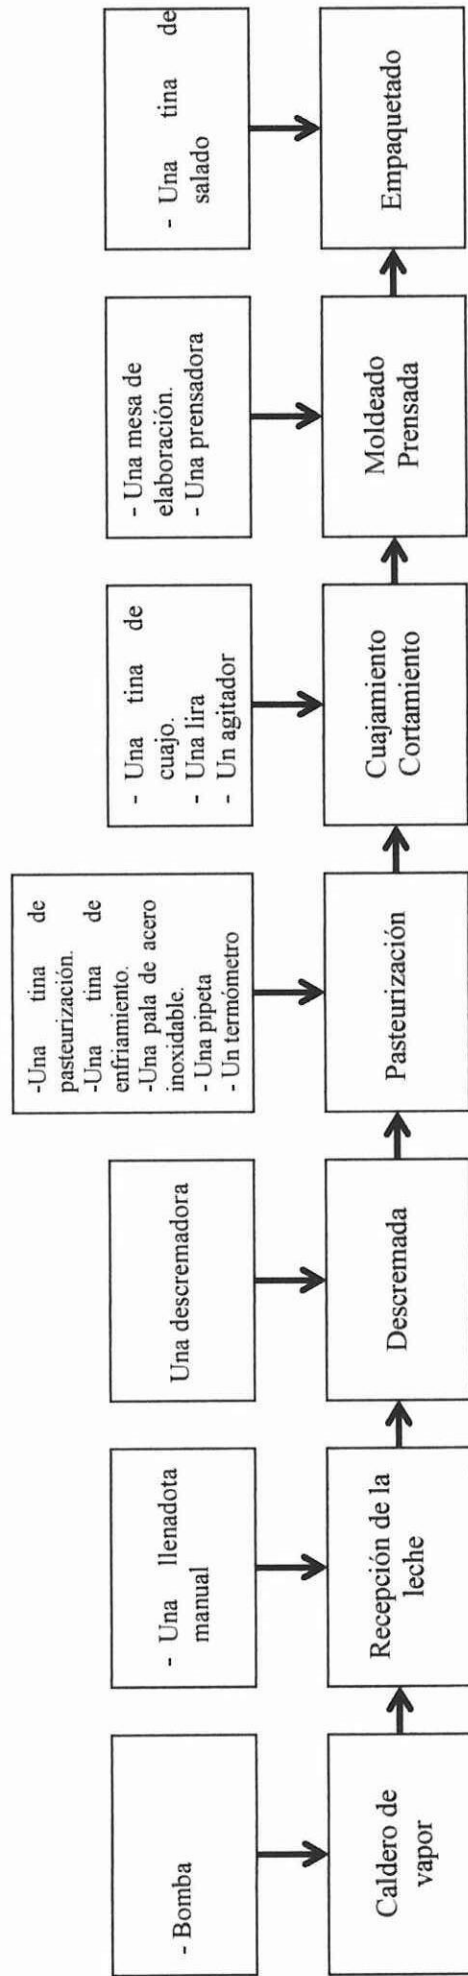 - Bomba
- Una llenadota
manual
Una descremadora
-Una tina de
pasteurización.
-Una tina de
enfriamiento.
-Una pala de acero
inoxidable.
- Una pipeta
- Un termómetro
- Una tina de
cuajo.
- Una lira
- Un agitador
- Una mesa de
elaboración.
- Una prensadora
- Una tina de
salado
Caldero de
vapor
Recepción de la
leche
Descremada
Pasteurización
Cuajamiento
Cortamiento
Moldeado
Prensada
Empaquetado